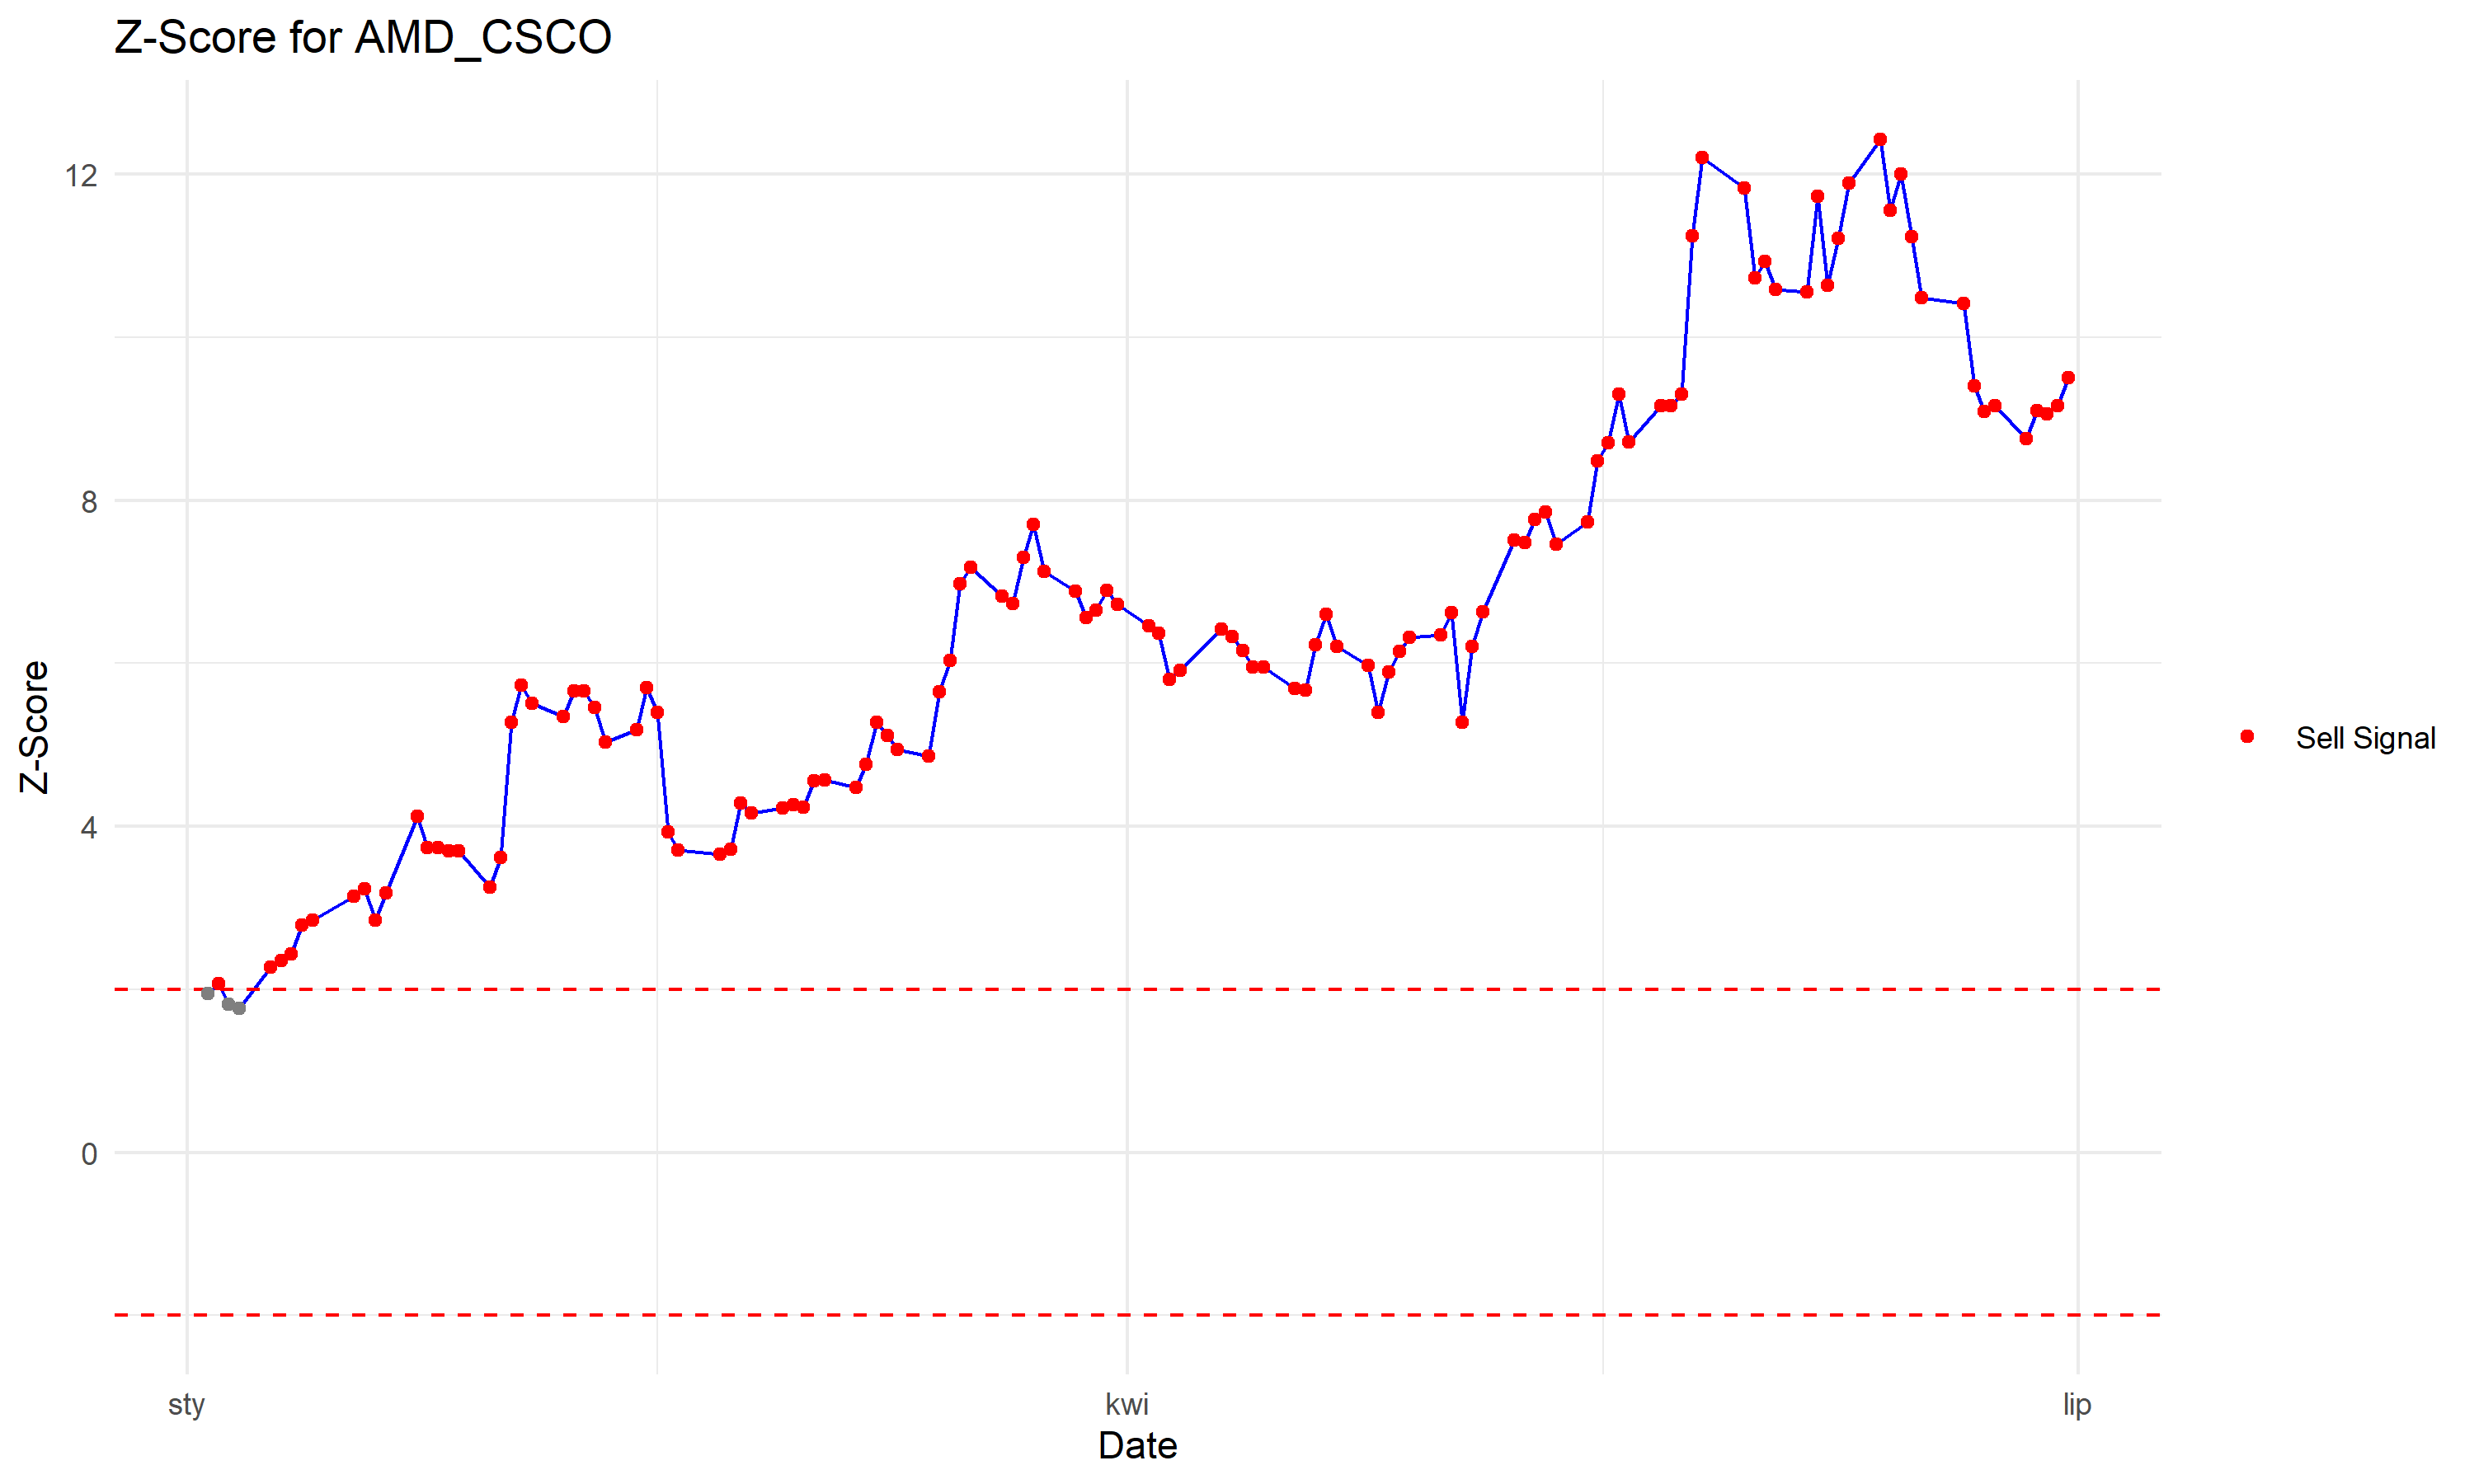 Z-Score for AMD_CSCO
12
8
4
0
Z-Score
sty
kwi
lip
Date
Sell Signal